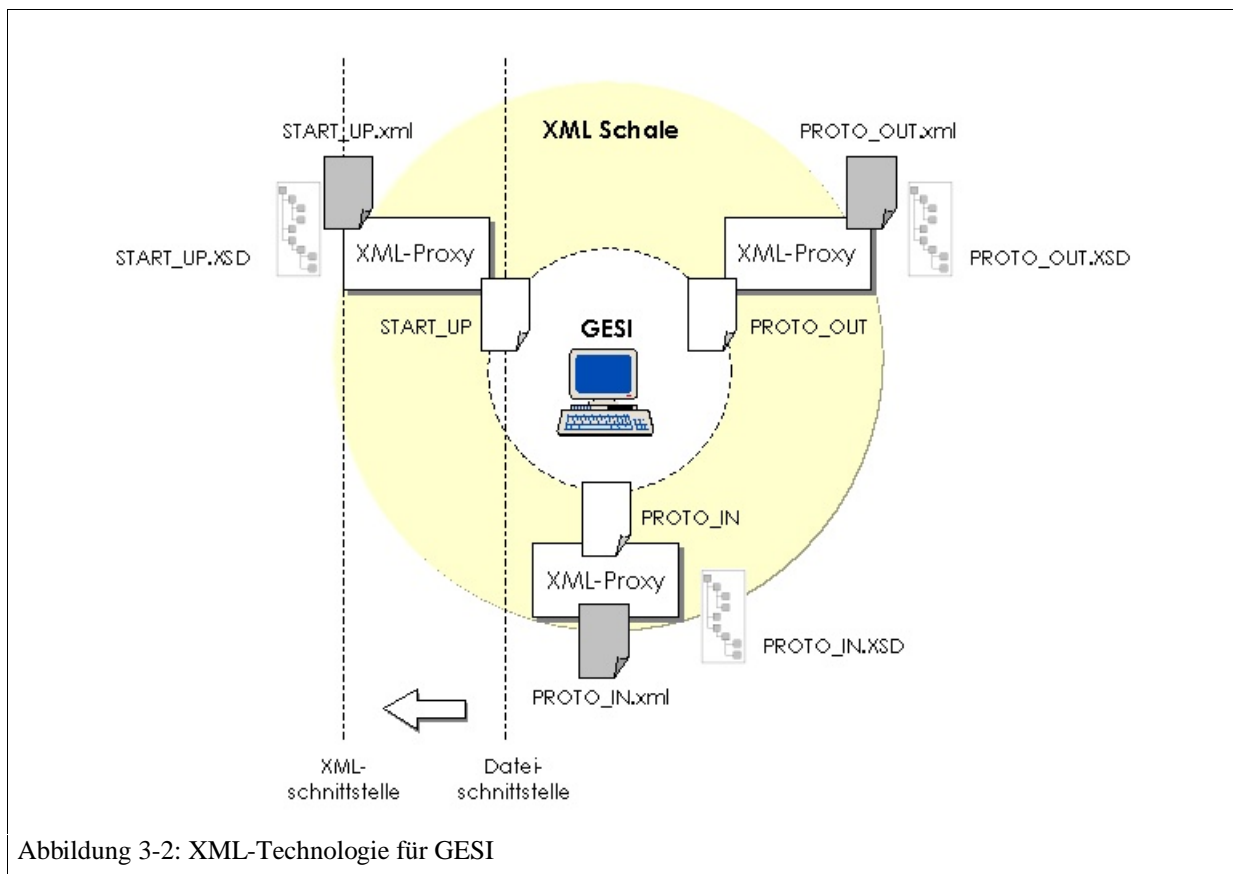 START_UP.xml
XML Schale
PROTO_OUT.xml
XML-Proxy
XML-Proxy
START_UP.XSD
PROTO_OUT.XSD
START_UP
GESI
PROTO_OUT
PROTO_IN
XML-Proxy
PROTO_IN.XSD
PROTO_IN.xml
XML-
schnittstelle
Datei-
schnittstelle
Abbildung 3-2: XML-Technologie für GESI